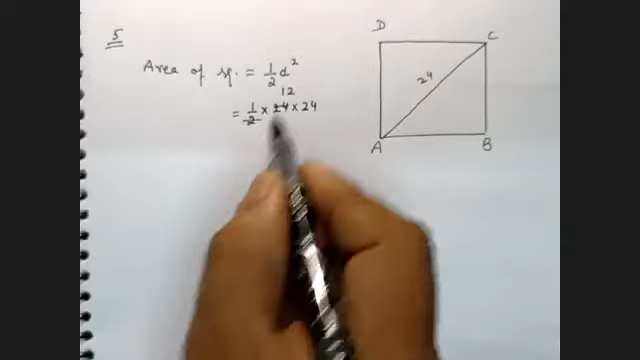 5
Area of sq. = 1/2 d²
12
= 1/2 × 24 × 24
D
C
24
A
B